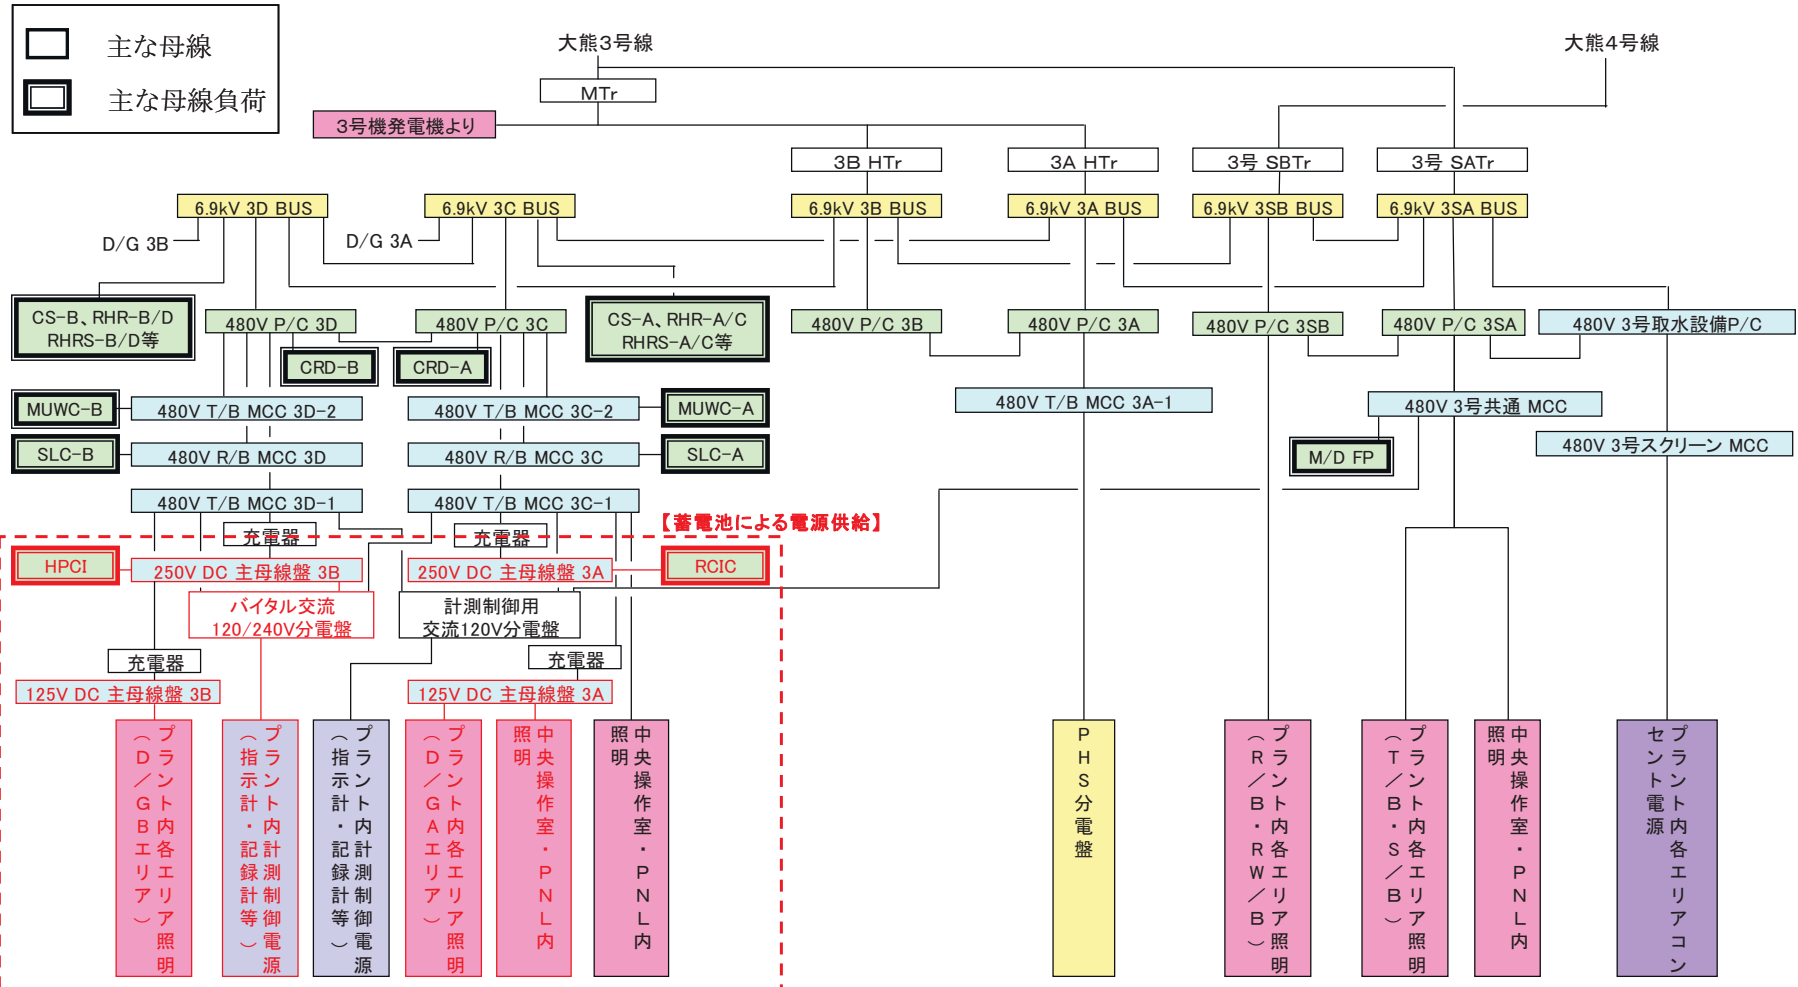 主な母線
主な母線負荷
大熊3号線
大熊4号線
MTr
3号機発電機より
3B HTr
3A HTr
3号 SBTr
3号 SATr
6.9kV 3D BUS
6.9kV 3C BUS
6.9kV 3B BUS
6.9kV 3A BUS
6.9kV 3SB BUS
6.9kV 3SA BUS
D/G 3B
D/G 3A
CS-B、RHR-B/D
RHRS-B/D等
480V P/C 3D
480V P/C 3C
CS-A、RHR-A/C
RHRS-A/C等
480V P/C 3B
480V P/C 3A
480V P/C 3SB
480V P/C 3SA
480V 3号取水設備P/C
CRD-B
CRD-A
MUWC-B
480V T/B MCC 3D-2
480V T/B MCC 3C-2
MUWC-A
480V T/B MCC 3A-1
480V 3号共通 MCC
SLC-B
480V R/B MCC 3D
480V R/B MCC 3C
SLC-A
M/D FP
480V 3号スクリーン MCC
480V T/B MCC 3D-1
480V T/B MCC 3C-1
【蓄電池による電源供給】
充電器
充電器
HPCI
250V DC 主母線盤 3B
250V DC 主母線盤 3A
RCIC
バイタル交流
120/240V分電盤
計測制御用
交流120V分電盤
充電器
充電器
125V DC 主母線盤 3B
125V DC 主母線盤 3A
プラント内各エリア照明
（D／GBエリア）
プラント内計測制御電源
（指示計・記録計等）
プラント内計測制御電源
（指示計・記録計等）
プラント内各エリア照明
（D／GAエリア）
中央操作室・PNL内
照明
中央操作室・PNL内
照明
PHS分電盤
プラント内各エリア照明
（R／B・RW／B）
プラント内各エリア照明
（T／B・S／B）
中央操作室・PNL内
照明
プラント内各エリアコン
セント電源